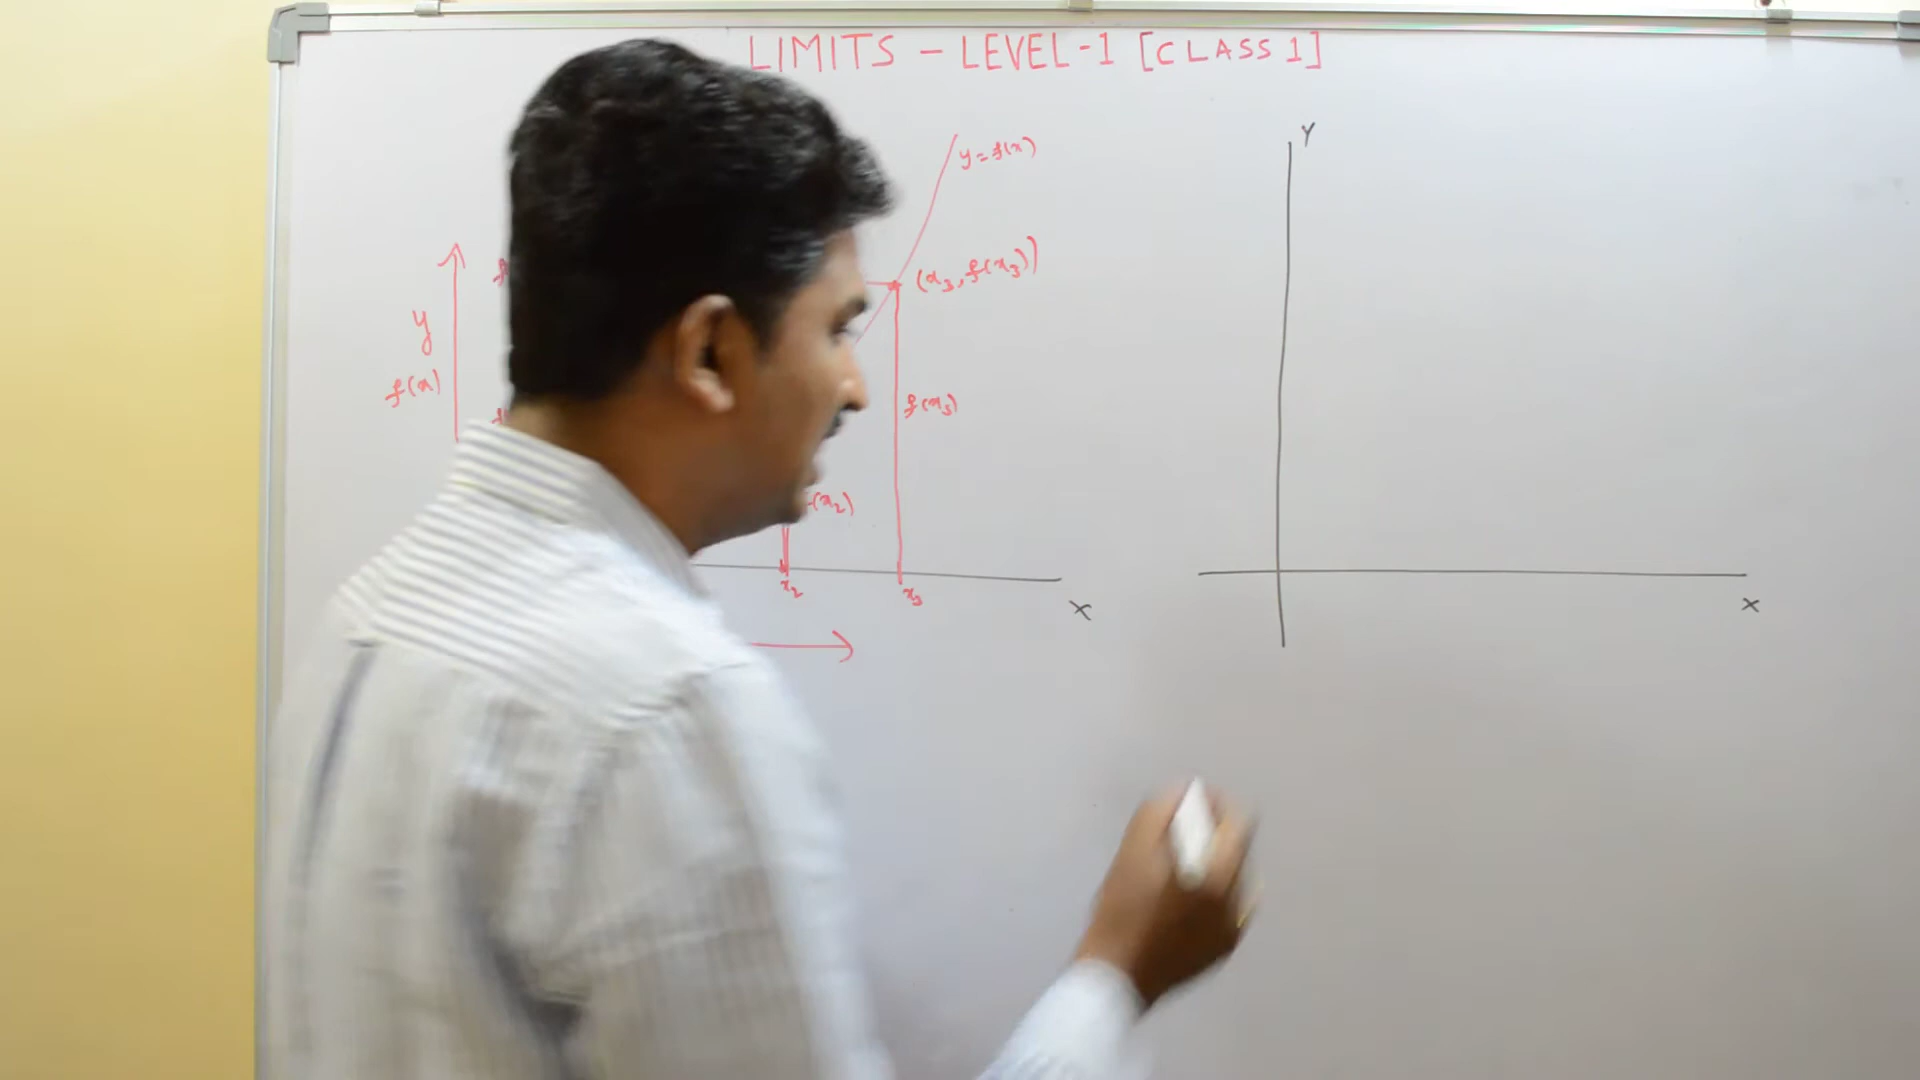 LIMITS - LEVEL-1 [CLASS 1]
Y
y=f(x)
(x₃, f(x₃))
y
f(x)
f(x₃)
(x₂)
x₂
x₃
X
X